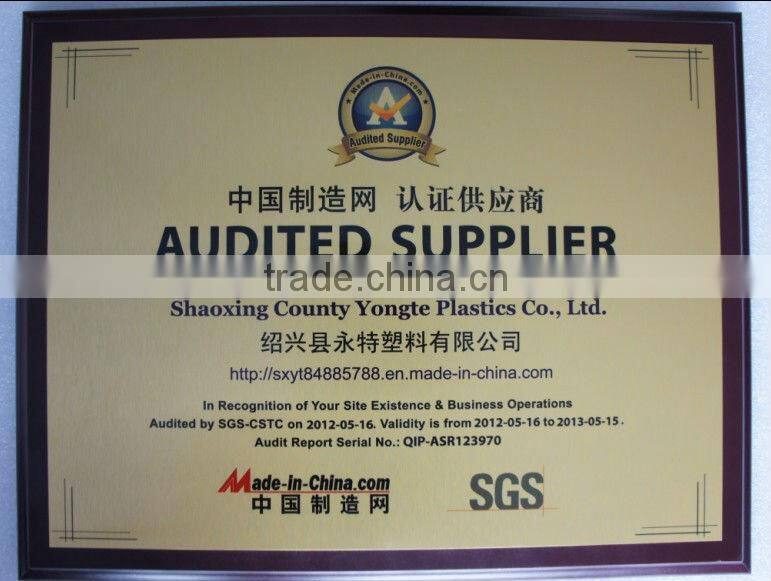 Made-in-China.com
A
Audited Supplier
中国制造网 认证供应商
AUDITED SUPPLIER
trade.china.cn
Shaoxing County Yongte Plastics Co., Ltd.
绍兴县永特塑料有限公司
http://sxyt84885788.en.made-in-china.com
In Recognition of Your Site Existence & Business Operations
Audited by SGS-CSTC on 2012-05-16. Validity is from 2012-05-16 to 2013-05-15.
Audit Report Serial No.: QIP-ASR123970
Made-in-China.com
中国制造网
SGS